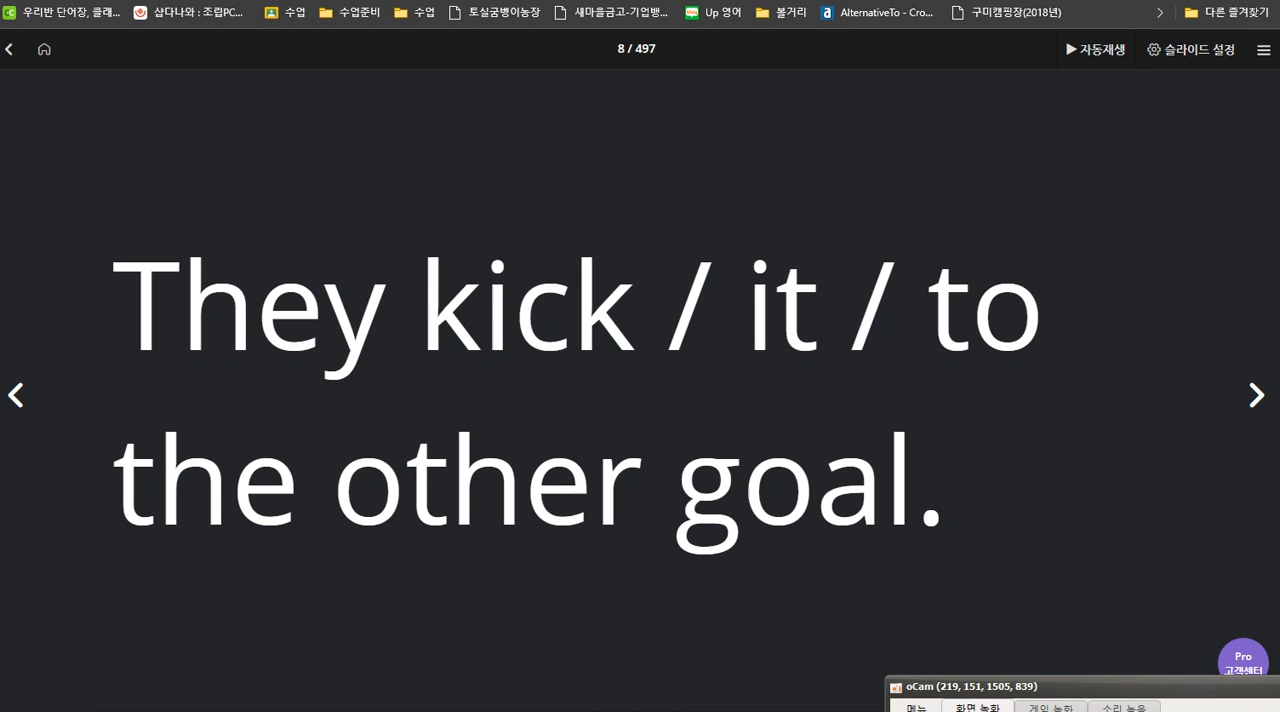 우리반 단어장, 클래... 샵다나와 : 조립PC... 수업 수업준비 수업 토실굼벵이농장 새마을금고-기업뱅... Up 영어 볼거리 AlternativeTo - Cro... 구미캠핑장(2018년) 다른 즐겨찾기
8 / 497 자동재생 슬라이드 설정
They kick / it / to
the other goal.
Pro
고객센터
oCam (219, 151, 1505, 839)
메뉴 화면 녹화 게임 녹화 소리 녹음